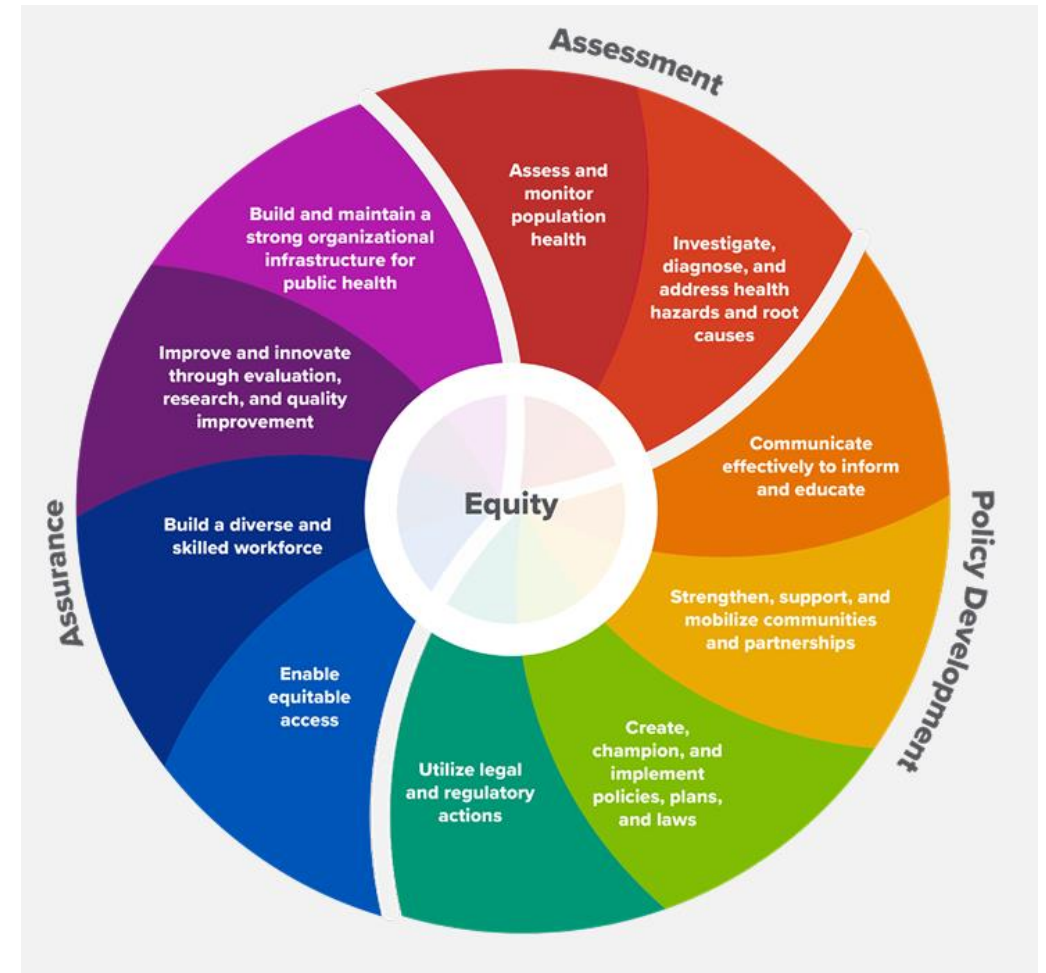 Assessment
Assess and
monitor
population
health
Investigate,
diagnose, and
address health
hazards and root
causes
Policy Development
Communicate
effectively to inform
and educate
Strengthen, support, and
mobilize communities
and partnerships
Create,
champion, and
implement
policies, plans,
and laws
Utilize legal
and regulatory
actions
Assurance
Enable
equitable
access
Build a diverse and
skilled workforce
Improve and innovate
through evaluation,
research, and quality
improvement
Build and maintain a
strong organizational
infrastructure for
public health
Equity